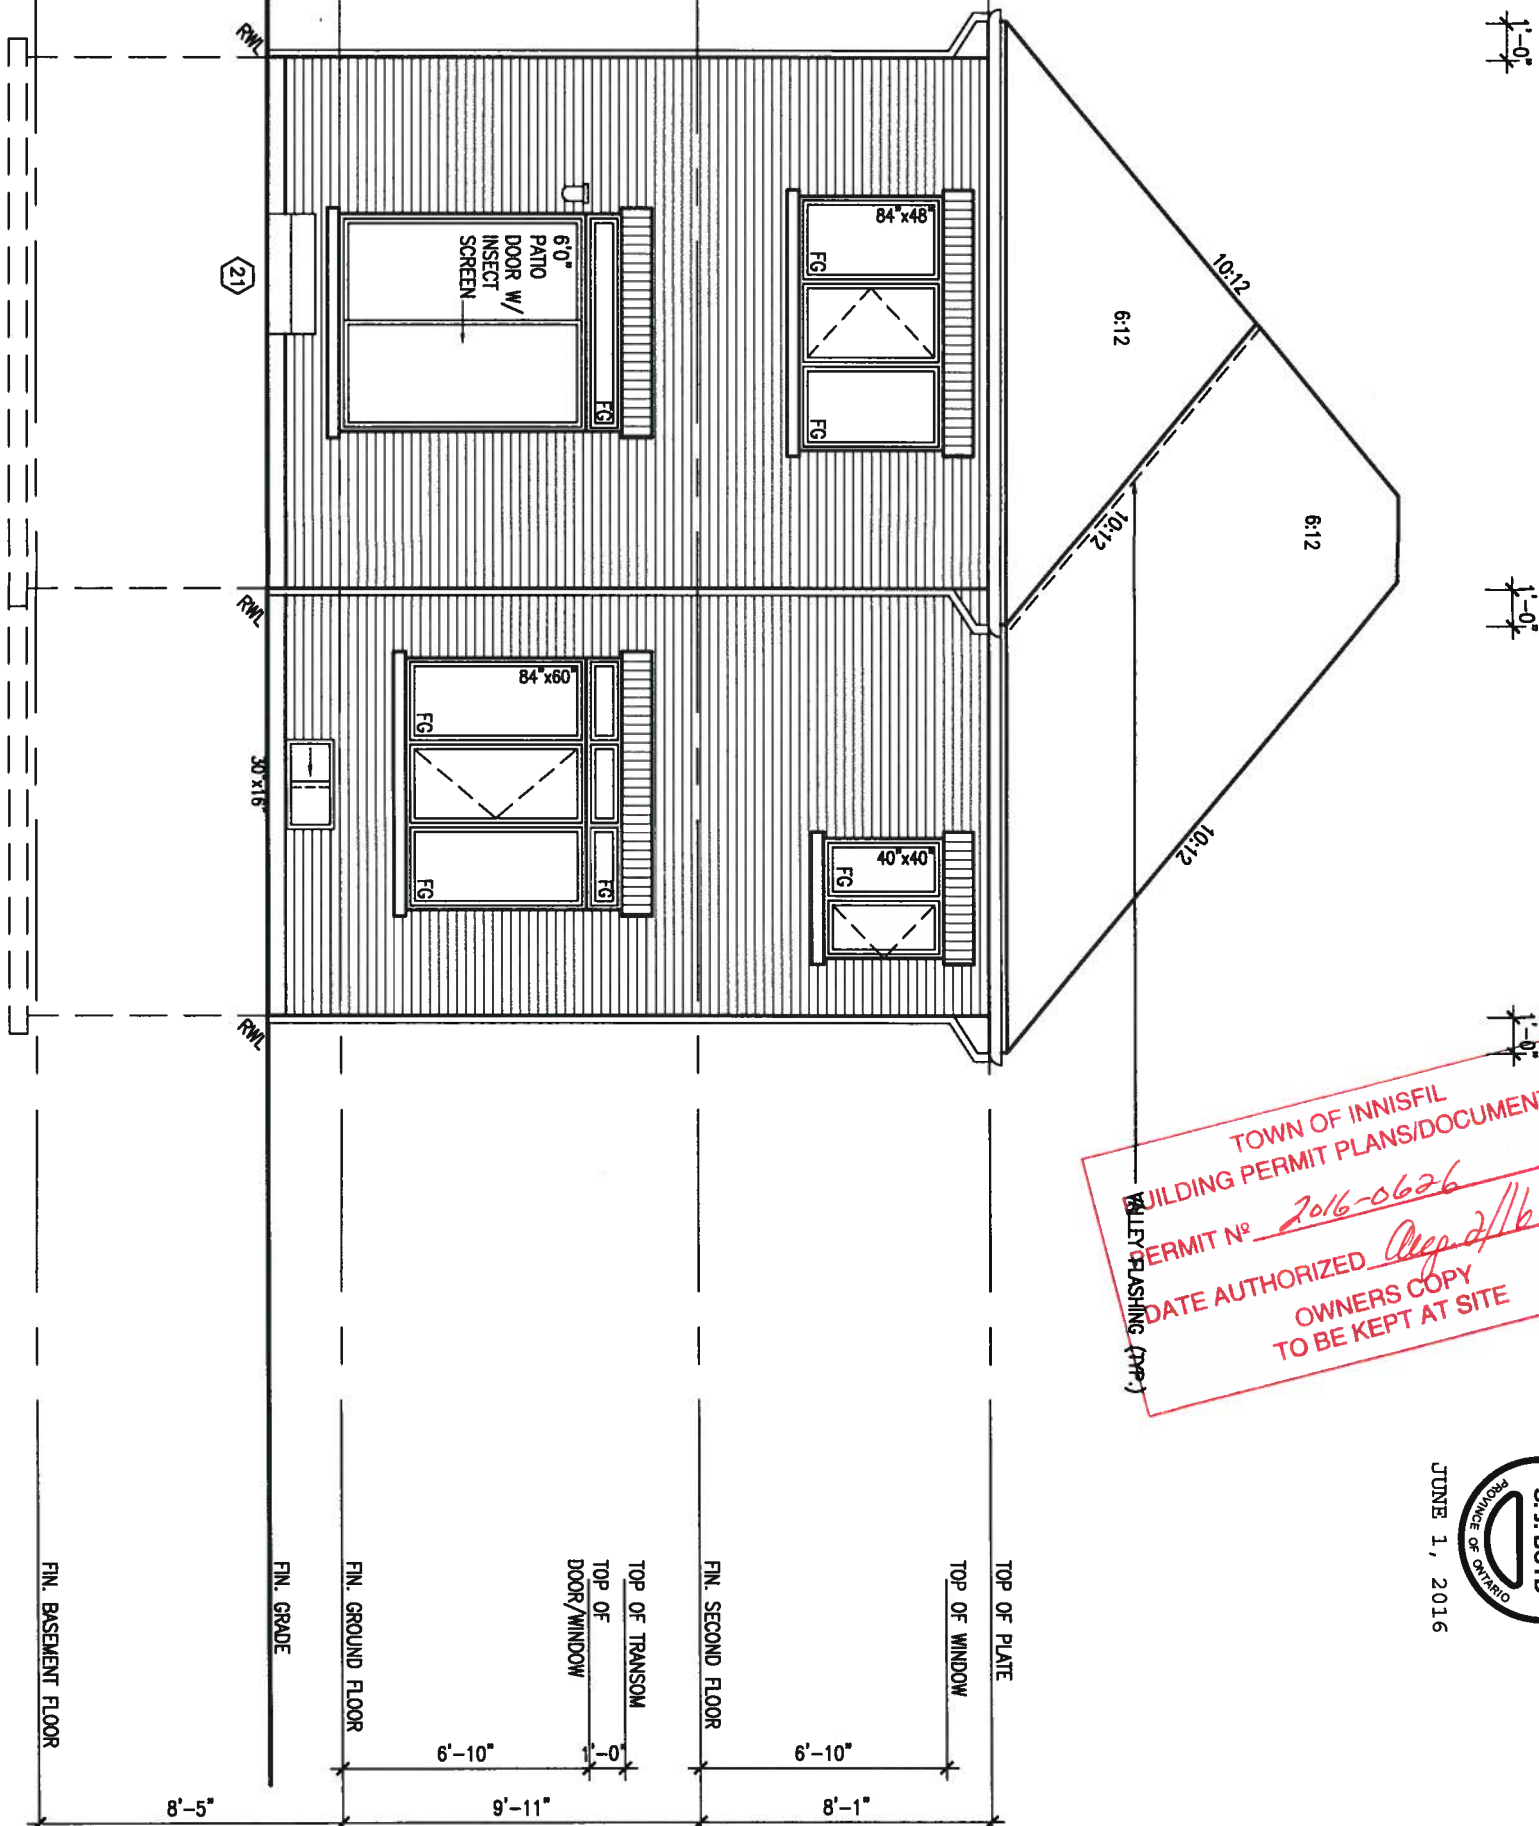 1'-0"
1'-0"
1'-0"
10:12
6:12
6:12
10:12
10:12
VALLEY FLASHING (TYP.)
TOWN OF INNISFIL
BUILDING PERMIT PLANS/DOCUMENT
PERMIT Nº 2016-0626
DATE AUTHORIZED Aug. 2/16
OWNERS COPY
TO BE KEPT AT SITE
PROVINCE OF ONTARIO
JUNE 1, 2016
84"x48"
FG
FG
40"x40"
FG
6'0"
PATIO
DOOR W/
INSECT
SCREEN
FG
84"x60"
FG
FG
FG
30"x16"
21
RWL
RWL
RWL
TOP OF PLATE
TOP OF WINDOW
FIN. SECOND FLOOR
TOP OF TRANSOM
TOP OF
DOOR/WINDOW
FIN. GROUND FLOOR
FIN. GRADE
FIN. BASEMENT FLOOR
6'-10"
1'-0"
6'-10"
8'-1"
9'-11"
8'-5"